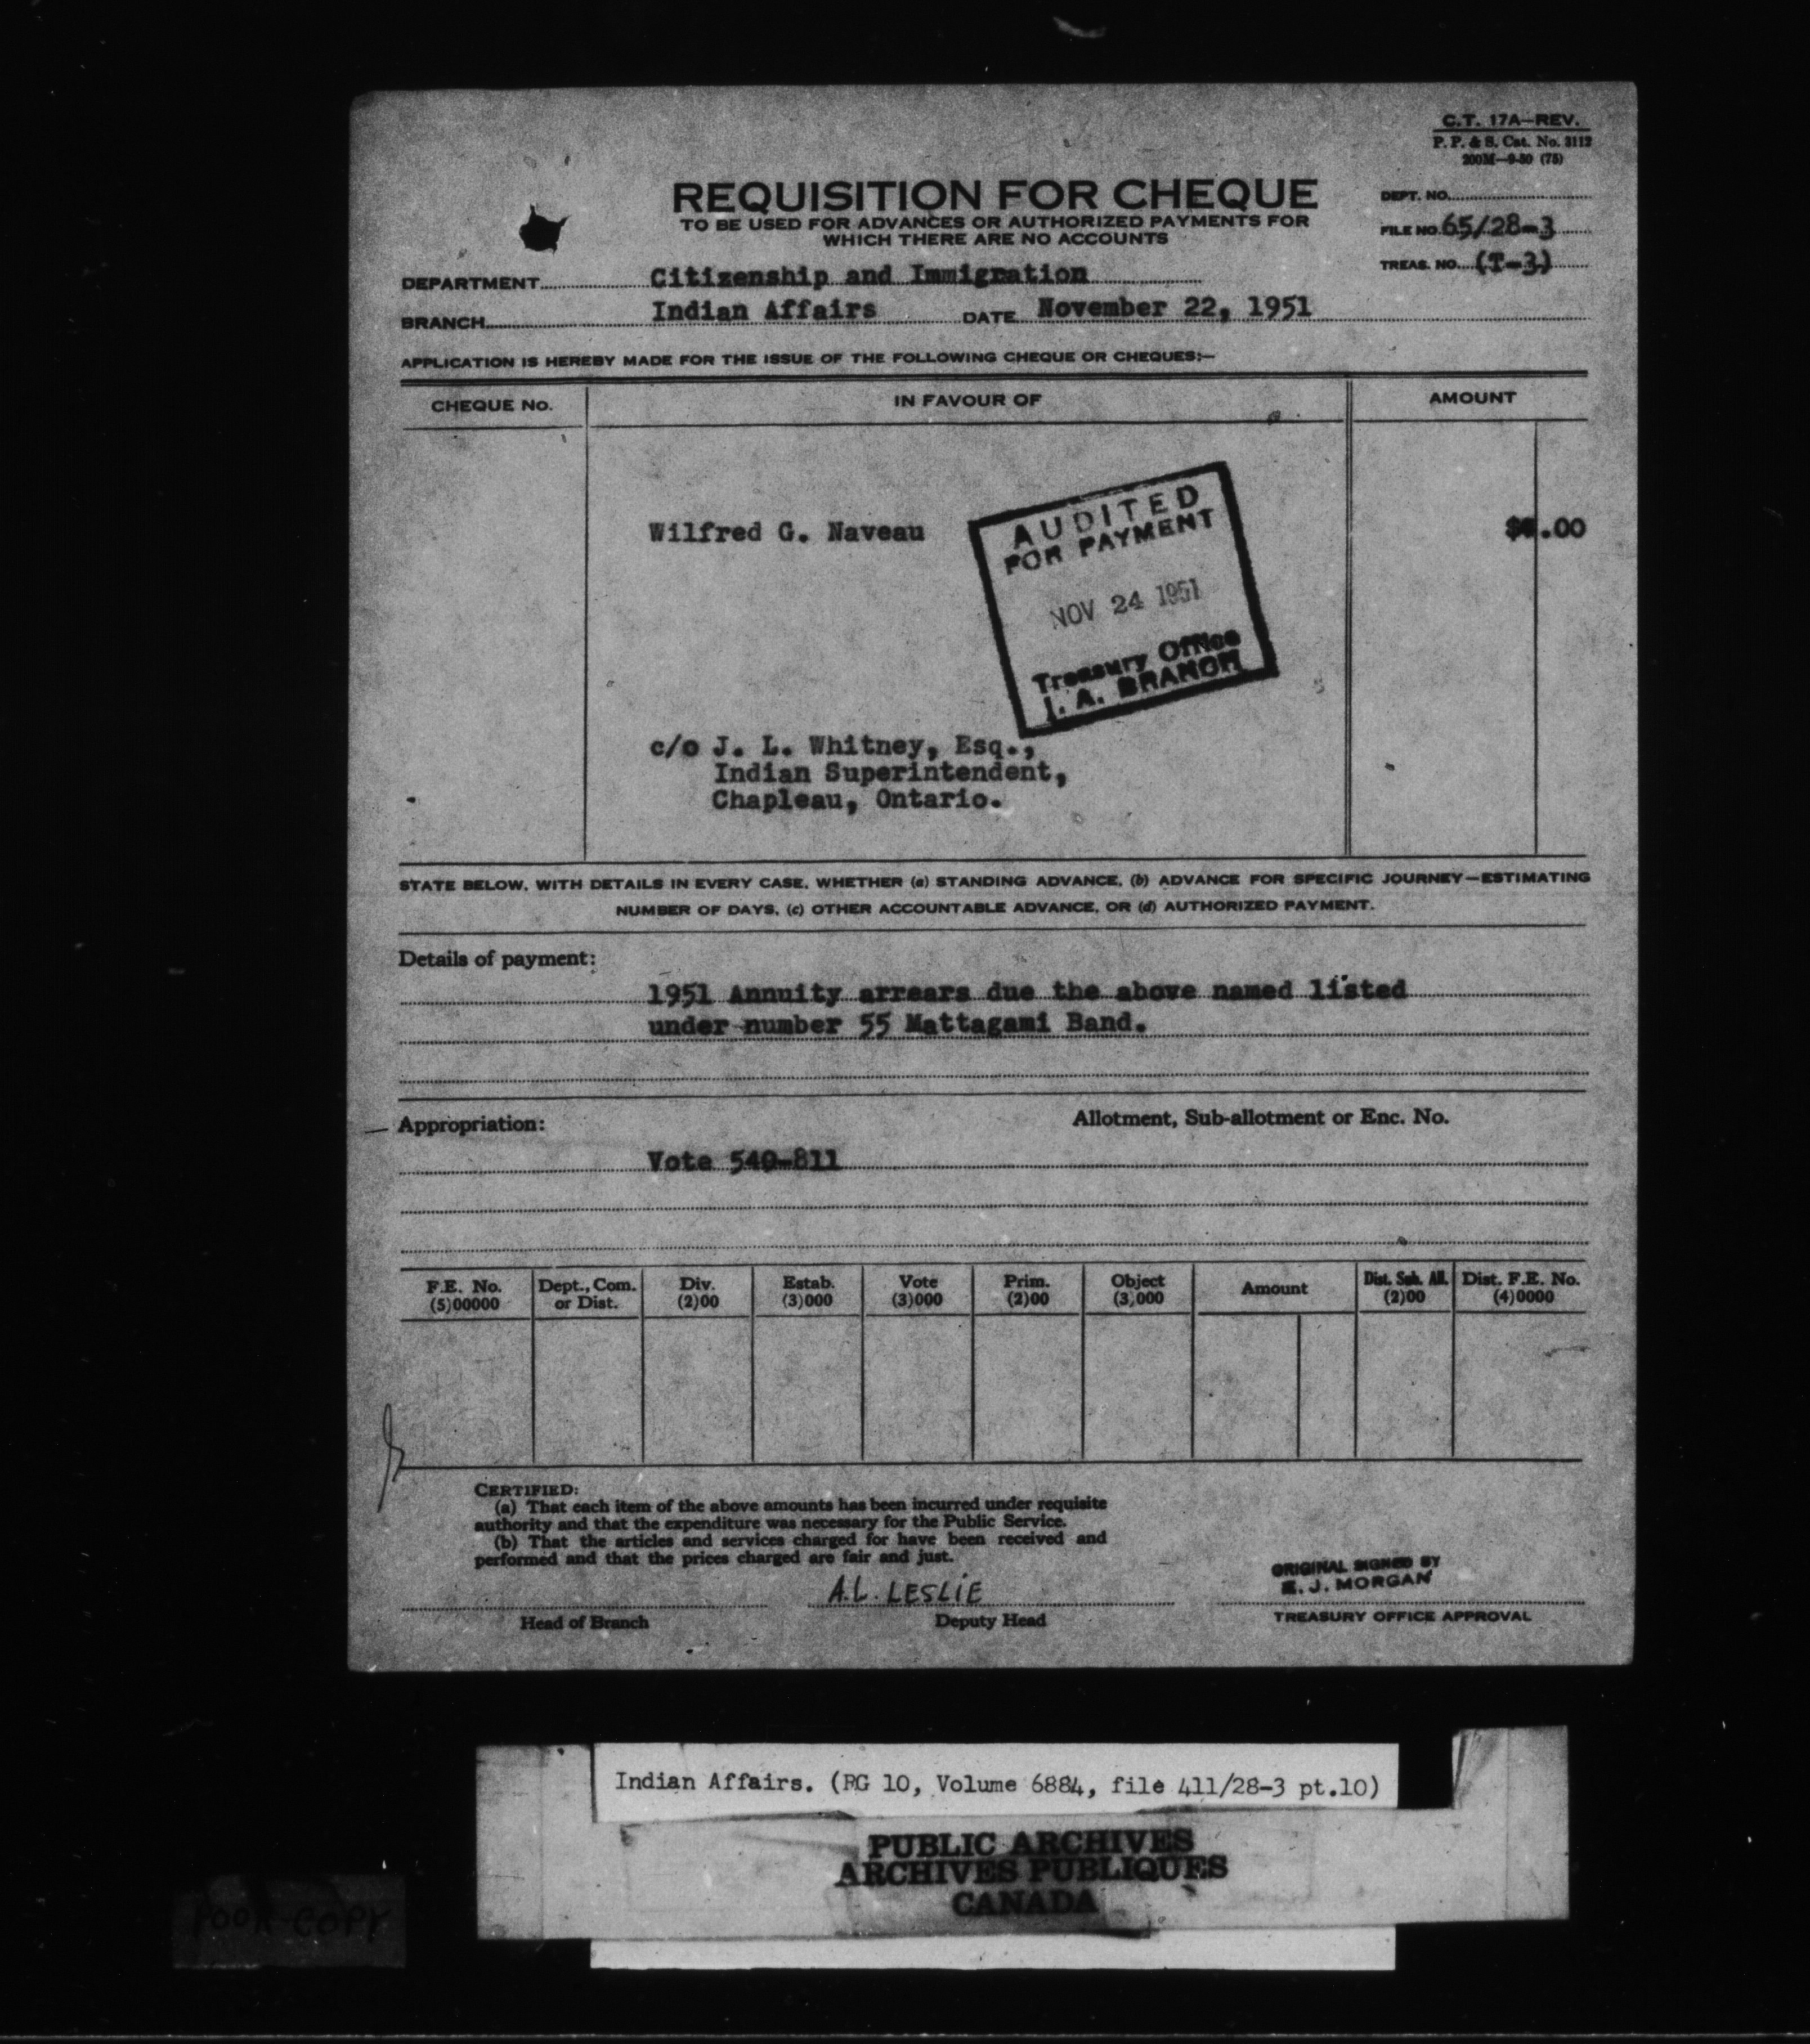 C.T. 17A—REV.
P. P. & S. Cat. No. 3112
200M—9-50 (75)
REQUISITION FOR CHEQUE
TO BE USED FOR ADVANCES OR AUTHORIZED PAYMENTS FOR
WHICH THERE ARE NO ACCOUNTS
DEPT. NO.
FILE NO. 65/28-3
TREAS. NO. (T-3)
DEPARTMENT Citizenship and Immigration
BRANCH Indian Affairs DATE November 22, 1951
APPLICATION IS HEREBY MADE FOR THE ISSUE OF THE FOLLOWING CHEQUE OR CHEQUES:—
CHEQUE No. IN FAVOUR OF AMOUNT
Wilfred G. Naveau .00
AUDITED
FOR PAYMENT
NOV 24 1951
Treasury Office
I. A. BRANCH
c/o J. L. Whitney, Esq.,
Indian Superintendent,
Chapleau, Ontario.
STATE BELOW, WITH DETAILS IN EVERY CASE, WHETHER (a) STANDING ADVANCE, (b) ADVANCE FOR SPECIFIC JOURNEY—ESTIMATING
NUMBER OF DAYS, (c) OTHER ACCOUNTABLE ADVANCE, OR (d) AUTHORIZED PAYMENT.
Details of payment:
1951 Annuity arrears due the above named listed
under number 55 Mattagami Band.
Appropriation: Allotment, Sub-allotment or Enc. No.
Vote 540-811
F.E. No. Dept., Com. Div. Estab. Vote Prim. Object Amount Dist. Sub. All. Dist. F.E. No.
(5)00000 or Dist. (2)00 (3)000 (3)000 (2)00 (3,000 (2)00 (4)0000
CERTIFIED:
(a) That each item of the above amounts has been incurred under requisite
authority and that the expenditure was necessary for the Public Service.
(b) That the articles and services charged for have been received and
performed and that the prices charged are fair and just.
ORIGINAL SIGNED BY
E. J. MORGAN
A.L. LESLIE
Head of Branch Deputy Head TREASURY OFFICE APPROVAL
Indian Affairs. (RG 10, Volume 6884, file 411/28-3 pt.10)
PUBLIC ARCHIVES
ARCHIVES PUBLIQUES
CANADA
POOR COPY